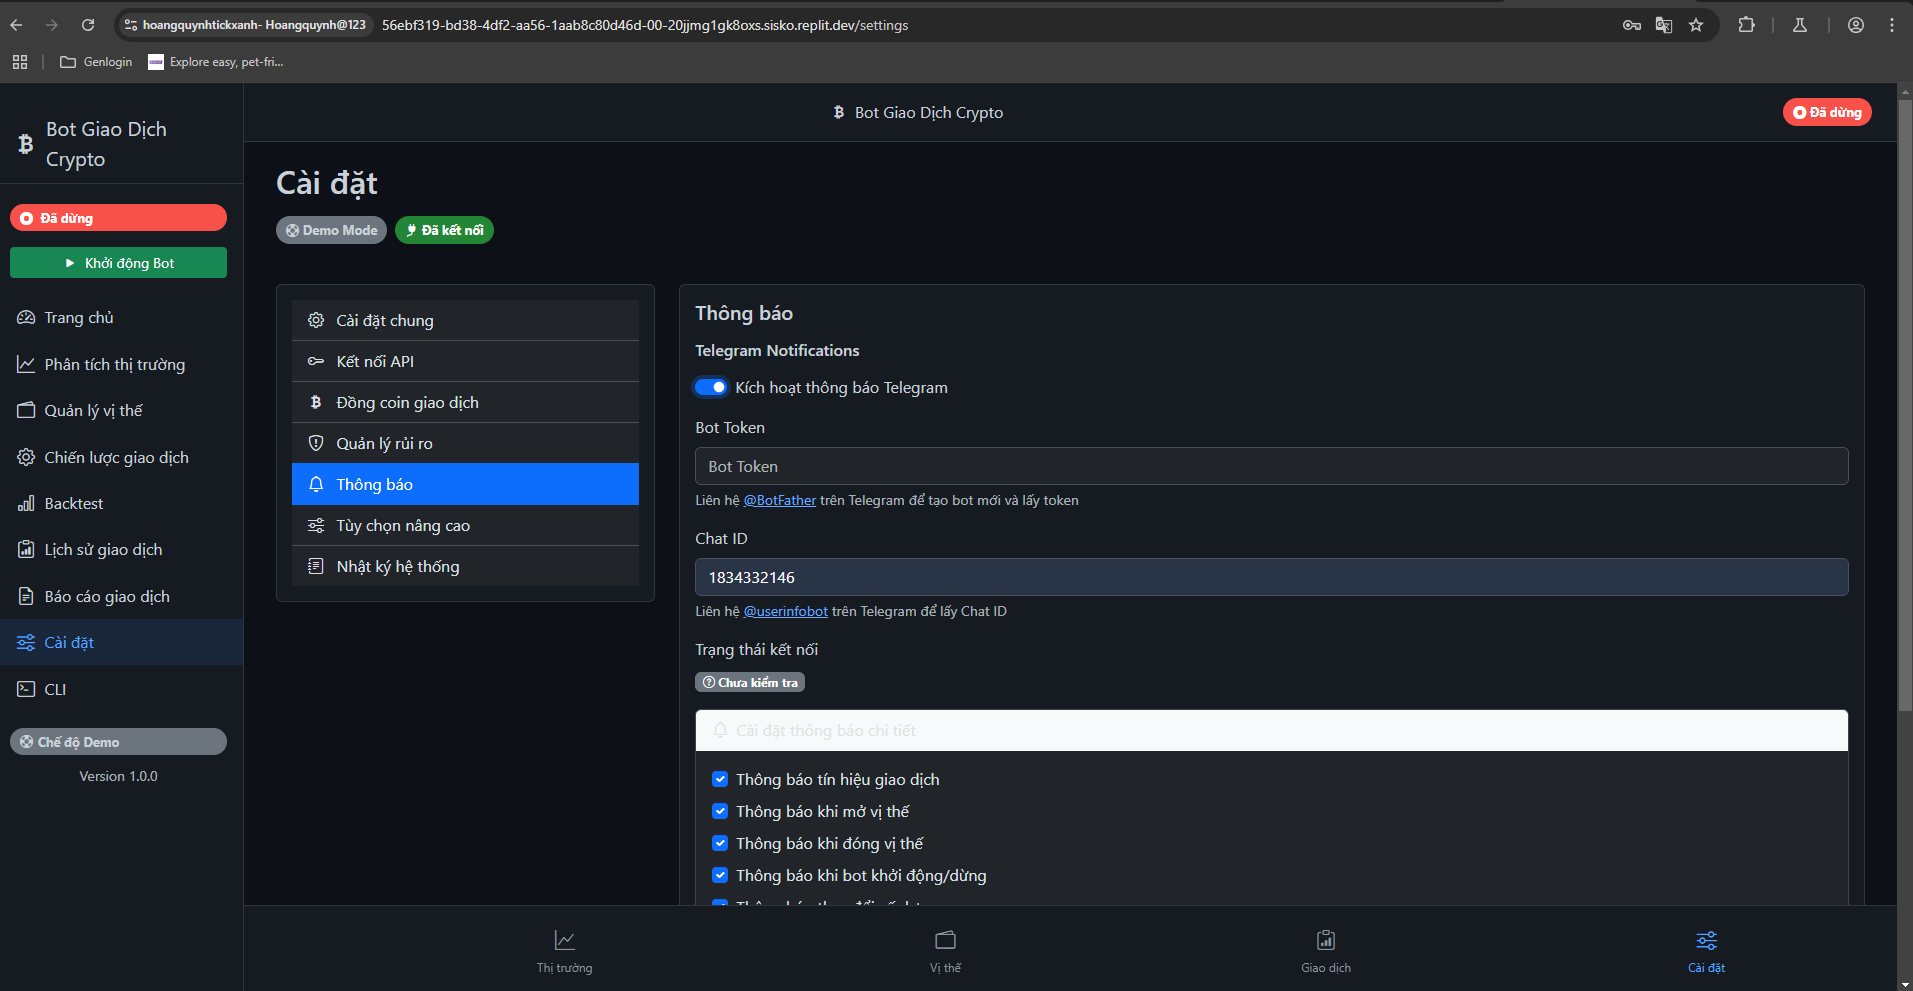 hoangquynhtickxanh- Hoangquynh@123
56ebf319-bd38-4df2-aa56-1aab8c80d46d-00-20jjmg1gk8oxs.sisko.replit.dev/settings
Genlogin
Explore easy, pet-fri...
Bot Giao Dịch
Crypto
Đã dừng
Khởi động Bot
Trang chủ
Phân tích thị trường
Quản lý vị thế
Chiến lược giao dịch
Backtest
Lịch sử giao dịch
Báo cáo giao dịch
Cài đặt
CLI
Chế độ Demo
Version 1.0.0
Bot Giao Dịch Crypto
Đã dừng
Cài đặt
Demo Mode
Đã kết nối
Cài đặt chung
Kết nối API
Đồng coin giao dịch
Quản lý rủi ro
Thông báo
Tùy chọn nâng cao
Nhật ký hệ thống
Thông báo
Telegram Notifications
Kích hoạt thông báo Telegram
Bot Token
Bot Token
Liên hệ @BotFather trên Telegram để tạo bot mới và lấy token
Chat ID
1834332146
Liên hệ @userinfobot trên Telegram để lấy Chat ID
Trạng thái kết nối
Chưa kiểm tra
Cài đặt thông báo chi tiết
Thông báo tín hiệu giao dịch
Thông báo khi mở vị thế
Thông báo khi đóng vị thế
Thông báo khi bot khởi động/dừng
Thị trường
Vị thế
Giao dịch
Cài đặt